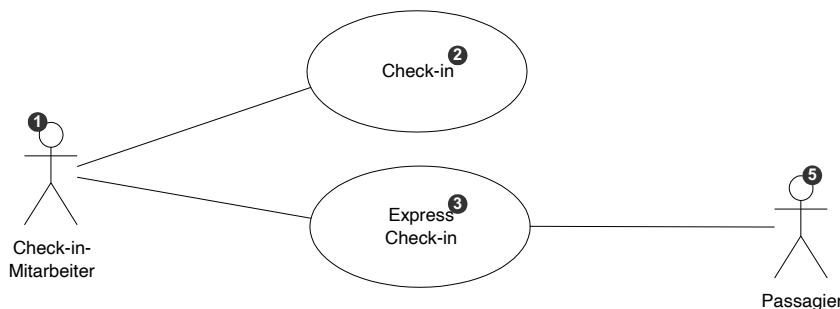 2
Check-in
1
3
Express
Check-in
5
Check-in-
Mitarbeiter
Passagier